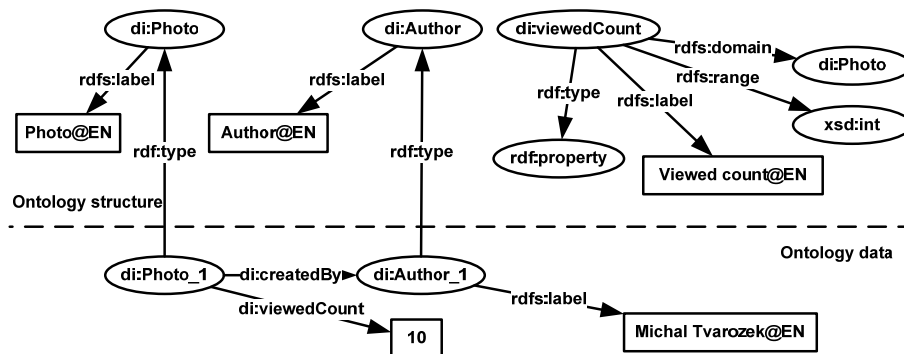 di:Photo
di:Author
di:viewedCount
rdfs:domain
di:Photo
rdfs:label
rdfs:label
rdfs:range
rdf:type
rdfs:label
Photo@EN
Author@EN
xsd:int
rdf:type
rdf:type
rdf:property
Viewed count@EN
Ontology structure
Ontology data
di:Photo_1
di:createdBy
di:Author_1
rdfs:label
di:viewedCount
10
Michal Tvarozek@EN